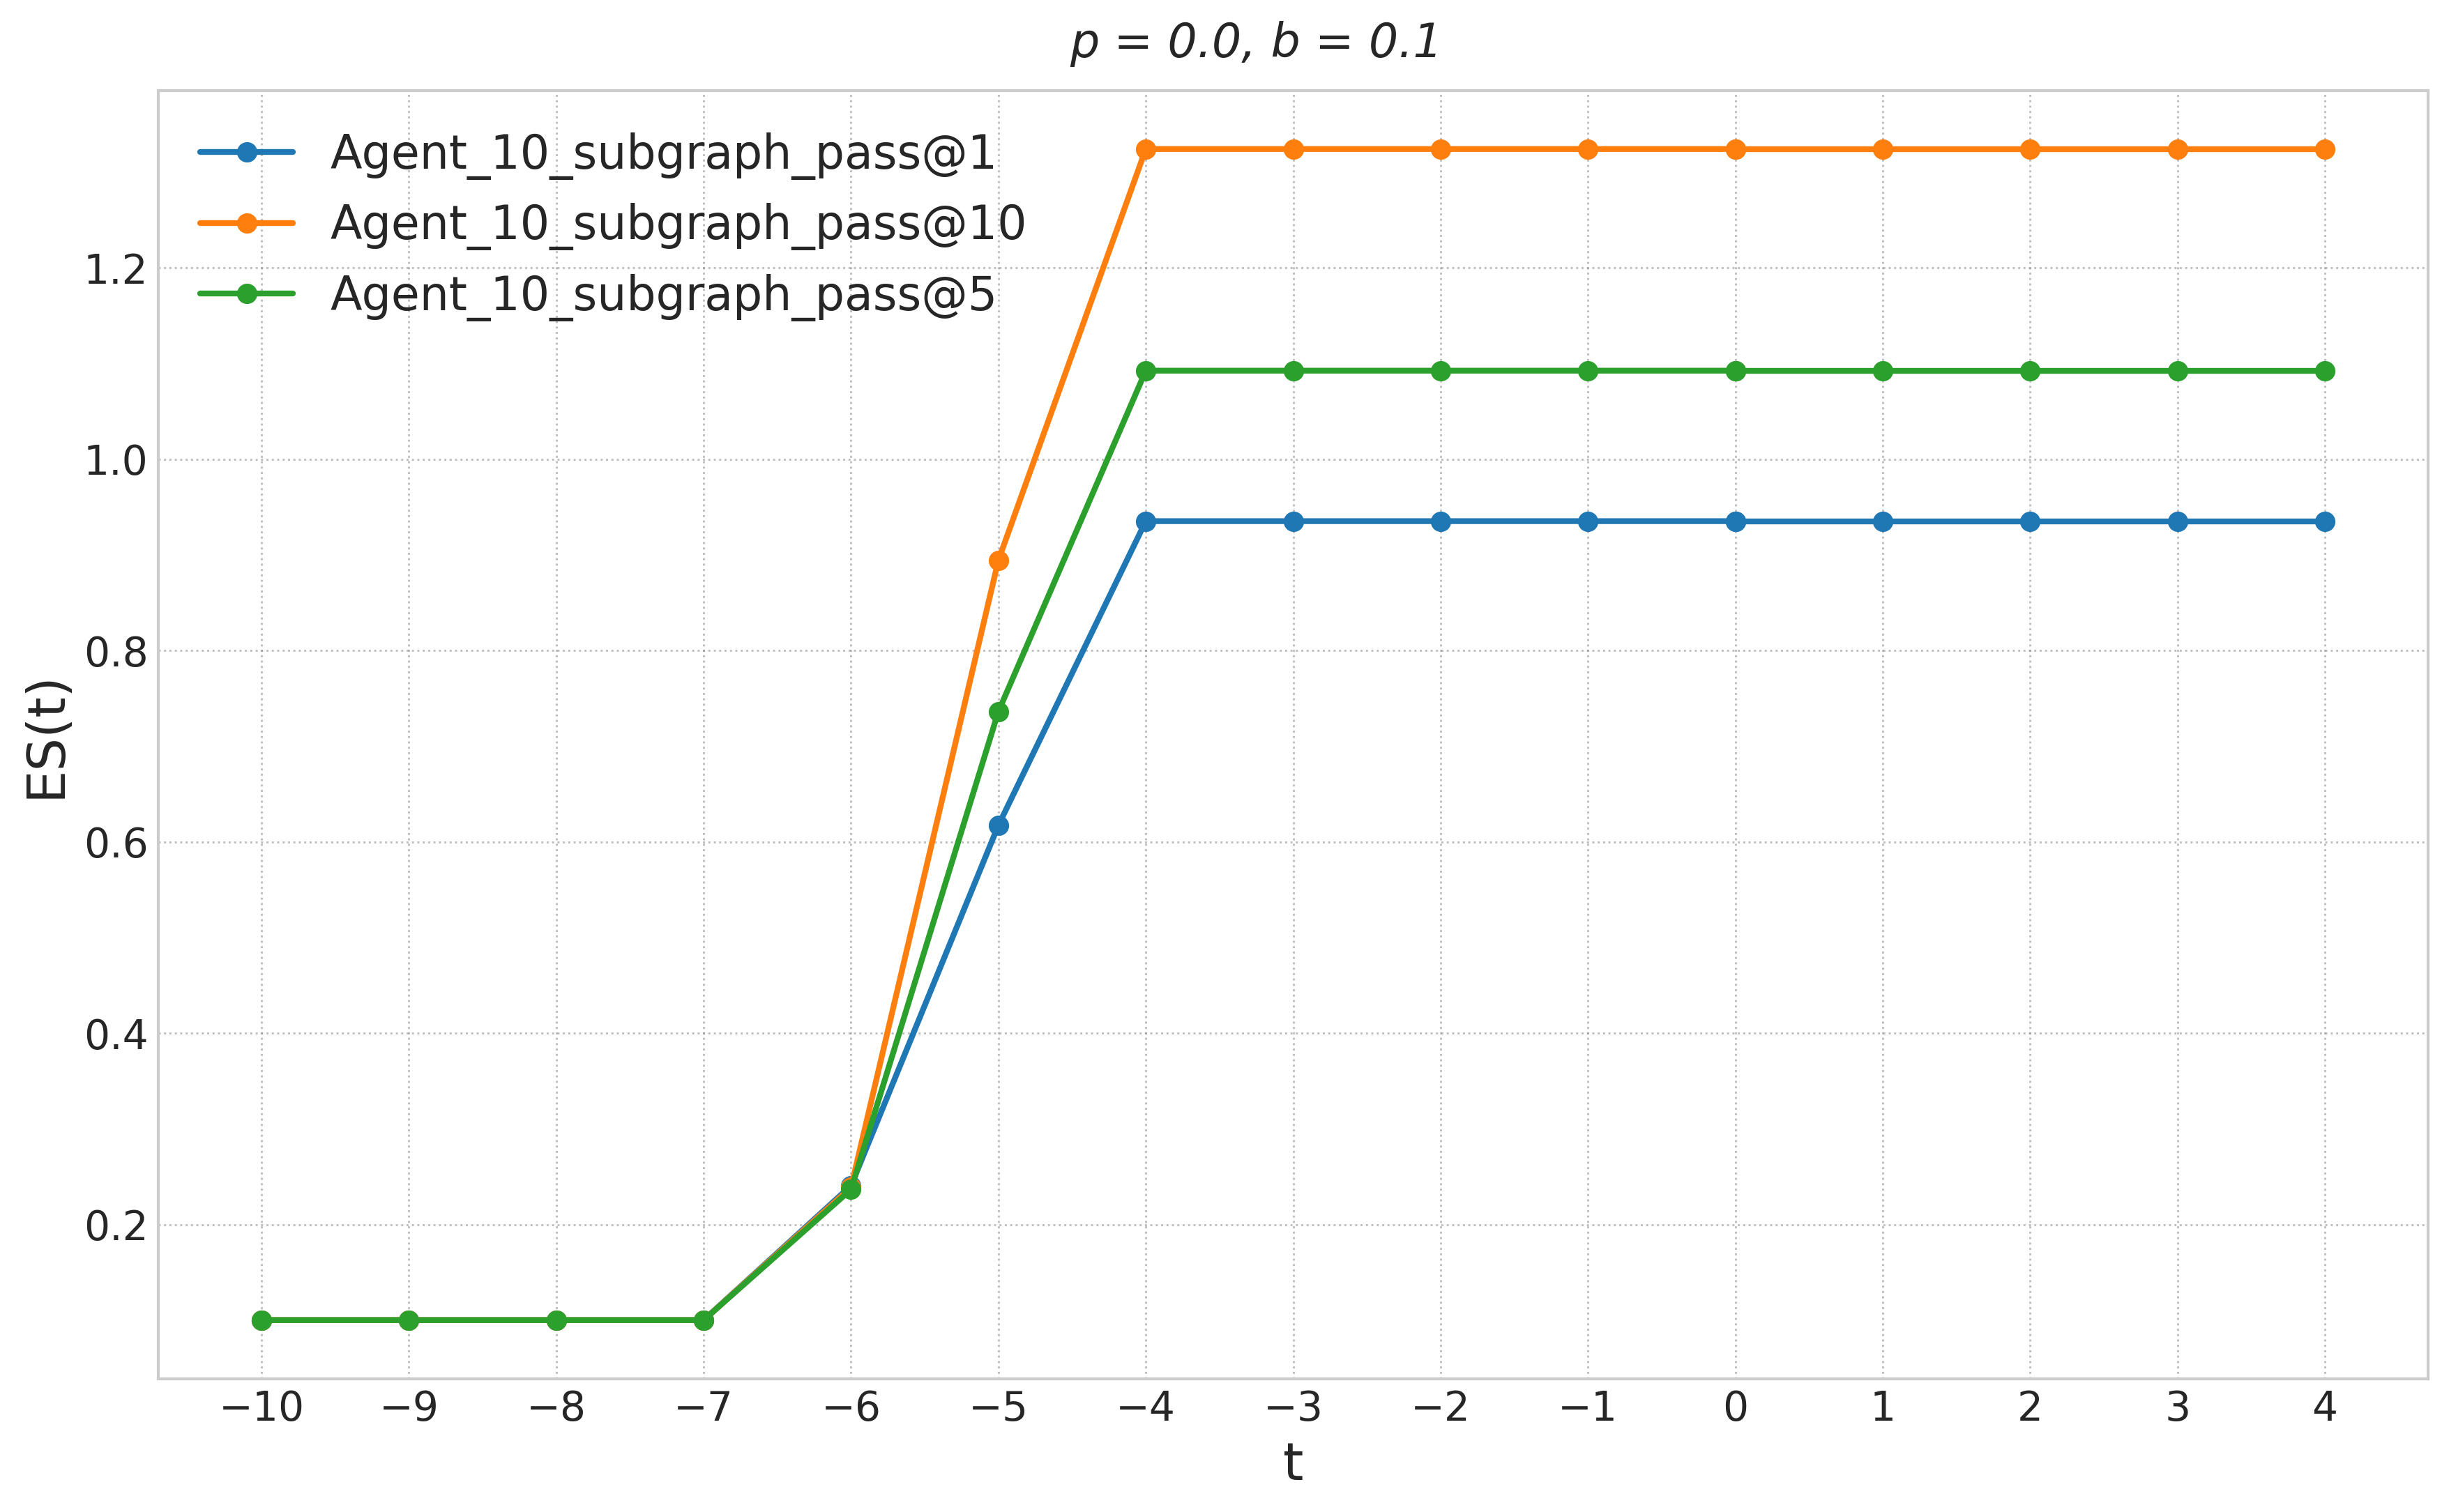 p = 0.0, b = 0.1
Agent_10_subgraph_pass@1
Agent_10_subgraph_pass@10
Agent_10_subgraph_pass@5
1.2
1.0
0.8
0.6
0.4
0.2
ES(t)
−10 −9 −8 −7 −6 −5 −4 −3 −2 −1 0 1 2 3 4
t